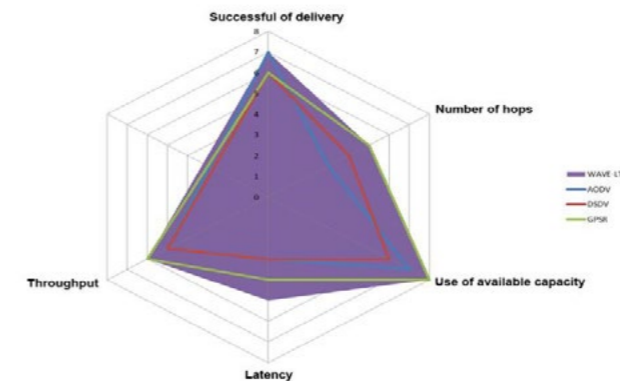 Successful of delivery
8
7
6
5
4
3
2
1
0
Number of hops
WAVE LT
AODV
DSDV
GPSR
Use of available capacity
Throughput
Latency